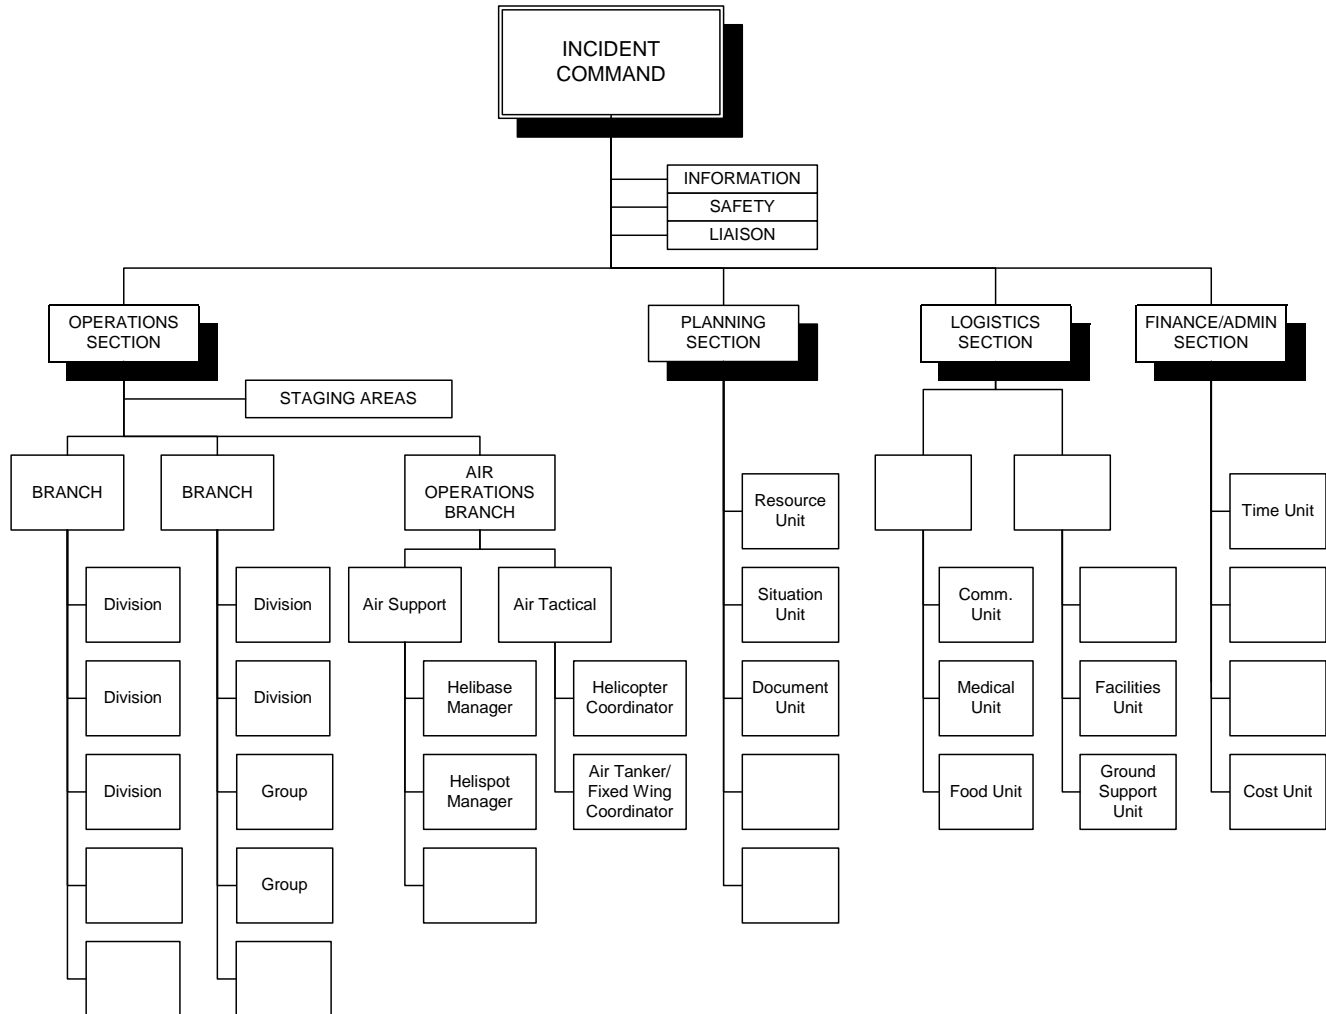 INCIDENT
COMMAND
INFORMATION
SAFETY
LIAISON
OPERATIONS
SECTION
PLANNING
SECTION
LOGISTICS
SECTION
FINANCE/ADMIN
SECTION
STAGING AREAS
BRANCH
BRANCH
AIR
OPERATIONS
BRANCH
Resource
Unit
Time Unit
Division
Division
Air Support
Air Tactical
Situation
Unit
Comm.
Unit
Division
Division
Helibase
Manager
Helicopter
Coordinator
Document
Unit
Medical
Unit
Facilities
Unit
Division
Group
Helispot
Manager
Air Tanker/
Fixed Wing
Coordinator
Food Unit
Ground
Support
Unit
Cost Unit
Group